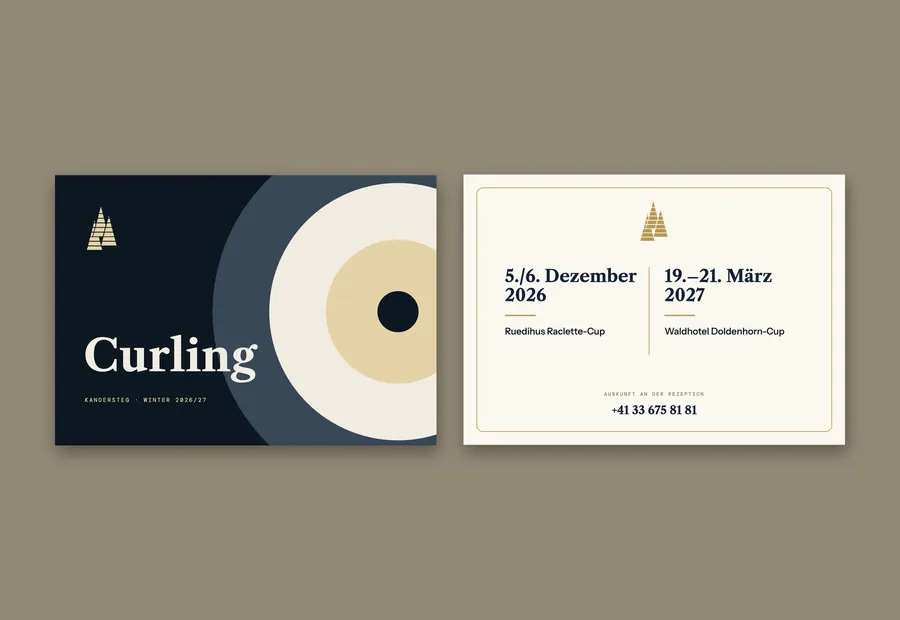 Curling
KANDERSTEG · WINTER 2026/27
5./6. Dezember
2026
Ruedihus Raclette-Cup
19.–21. März
2027
Waldhotel Doldenhorn-Cup
AUSKUNFT AN DER REZEPTION
+41 33 675 81 81